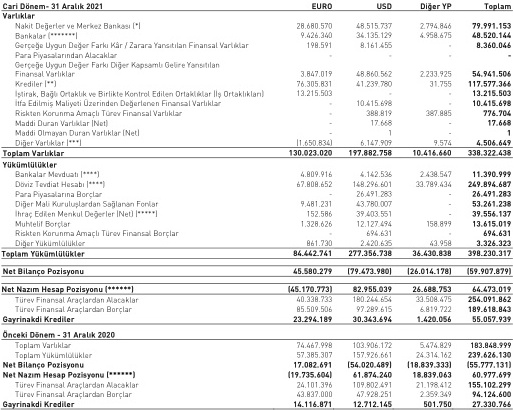 Cari Dönem- 31 Aralık 2021 EURO USD Diğer YP Toplam
Varlıklar
Nakit Değerler ve Merkez Bankası (*) 28.680.570 48.515.737 2.794.846 79.991.153
Bankalar (*******) 9.426.340 34.135.129 4.958.675 48.520.144
Gerçeğe Uygun Değer Farkı Kâr / Zarara Yansıtılan Finansal Varlıklar 198.591 8.161.455 - 8.360.046
Para Piyasalarından Alacaklar - - - -
Gerçeğe Uygun Değer Farkı Diğer Kapsamlı Gelire Yansıtılan
Finansal Varlıklar 3.847.019 48.860.562 2.233.925 54.941.506
Krediler (**) 76.305.831 41.239.780 31.755 117.577.366
İştirak, Bağlı Ortaklık ve Birlikte Kontrol Edilen Ortaklıklar (İş Ortaklıkları) 13.215.503 - - 13.215.503
İtfa Edilmiş Maliyeti Üzerinden Değerlenen Finansal Varlıklar - 10.415.698 - 10.415.698
Riskten Korunma Amaçlı Türev Finansal Varlıklar - 388.819 387.885 776.704
Maddi Duran Varlıklar (Net) - 17.668 - 17.668
Maddi Olmayan Duran Varlıklar (Net) - 1 - 1
Diğer Varlıklar (***) (1.650.834) 6.147.909 9.574 4.506.649
Toplam Varlıklar 130.023.020 197.882.758 10.416.660 338.322.438
Yükümlülükler
Bankalar Mevduatı (****) 4.809.916 4.142.536 2.438.547 11.390.999
Döviz Tevdiat Hesabı (****) 67.808.652 148.296.601 33.789.434 249.894.687
Para Piyasalarına Borçlar - 26.491.283 - 26.491.283
Diğer Mali Kuruluşlardan Sağlanan Fonlar 9.481.231 43.780.007 - 53.261.238
İhraç Edilen Menkul Değerler (Net) (*****) 152.586 39.403.551 - 39.556.137
Muhtelif Borçlar 1.328.626 12.127.494 158.899 13.615.019
Riskten Korunma Amaçlı Türev Finansal Borçlar - 694.631 - 694.631
Diğer Yükümlülükler 861.730 2.420.635 43.958 3.326.323
Toplam Yükümlülükler 84.442.741 277.356.738 36.430.838 398.230.317
Net Bilanço Pozisyonu 45.580.279 (79.473.980) (26.014.178) (59.907.879)
Net Nazım Hesap Pozisyonu (******) (45.170.773) 82.955.039 26.688.753 64.473.019
Türev Finansal Araçlardan Alacaklar 40.338.733 180.244.654 33.508.475 254.091.862
Türev Finansal Araçlardan Borçlar 85.509.506 97.289.615 6.819.722 189.618.843
Gayrinakdi Krediler 23.294.189 30.343.694 1.420.056 55.057.939
Önceki Dönem - 31 Aralık 2020
Toplam Varlıklar 74.467.998 103.906.172 5.474.829 183.848.999
Toplam Yükümlülükler 57.385.307 157.926.661 24.314.162 239.626.130
Net Bilanço Pozisyonu 17.082.691 (54.020.489) (18.839.333) (55.777.131)
Net Nazım Hesap Pozisyonu (******) (19.735.604) 61.874.240 18.839.063 60.977.699
Türev Finansal Araçlardan Alacaklar 24.101.396 109.802.491 21.198.412 155.102.299
Türev Finansal Araçlardan Borçlar 43.837.000 47.928.251 2.359.349 94.124.600
Gayrinakdi Krediler 14.116.871 12.712.145 501.750 27.330.766